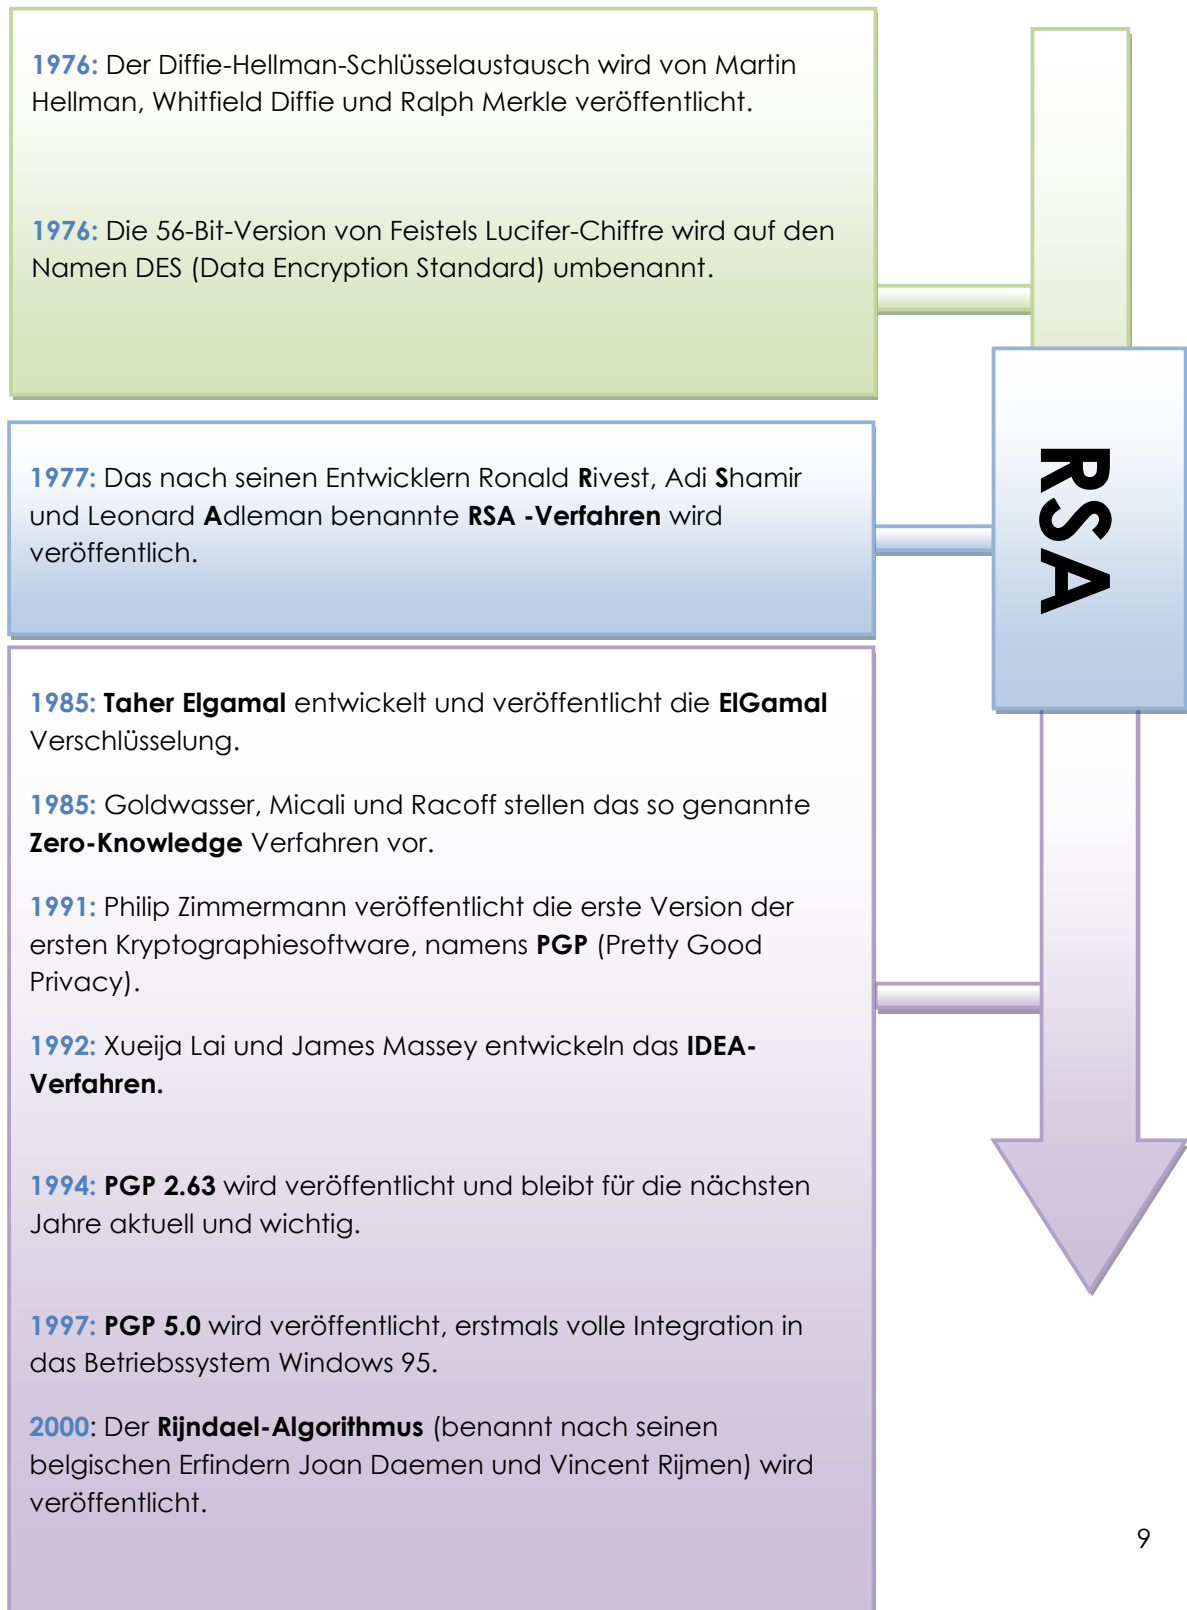 1976: Der Diffie-Hellman-Schlüsselaustausch wird von Martin
Hellman, Whitfield Diffie und Ralph Merkle veröffentlicht.
1976: Die 56-Bit-Version von Feistels Lucifer-Chiffre wird auf den
Namen DES (Data Encryption Standard) umbenannt.
1977: Das nach seinen Entwicklern Ronald Rivest, Adi Shamir
und Leonard Adleman benannte RSA -Verfahren wird
veröffentlich.
RSA
1985: Taher Elgamal entwickelt und veröffentlicht die ElGamal
Verschlüsselung.
1985: Goldwasser, Micali und Racoff stellen das so genannte
Zero-Knowledge Verfahren vor.
1991: Philip Zimmermann veröffentlicht die erste Version der
ersten Kryptographiesoftware, namens PGP (Pretty Good
Privacy).
1992: Xueija Lai und James Massey entwickeln das IDEA-
Verfahren.
1994: PGP 2.63 wird veröffentlicht und bleibt für die nächsten
Jahre aktuell und wichtig.
1997: PGP 5.0 wird veröffentlicht, erstmals volle Integration in
das Betriebssystem Windows 95.
2000: Der Rijndael-Algorithmus (benannt nach seinen
belgischen Erfindern Joan Daemen und Vincent Rijmen) wird
veröffentlicht.
9